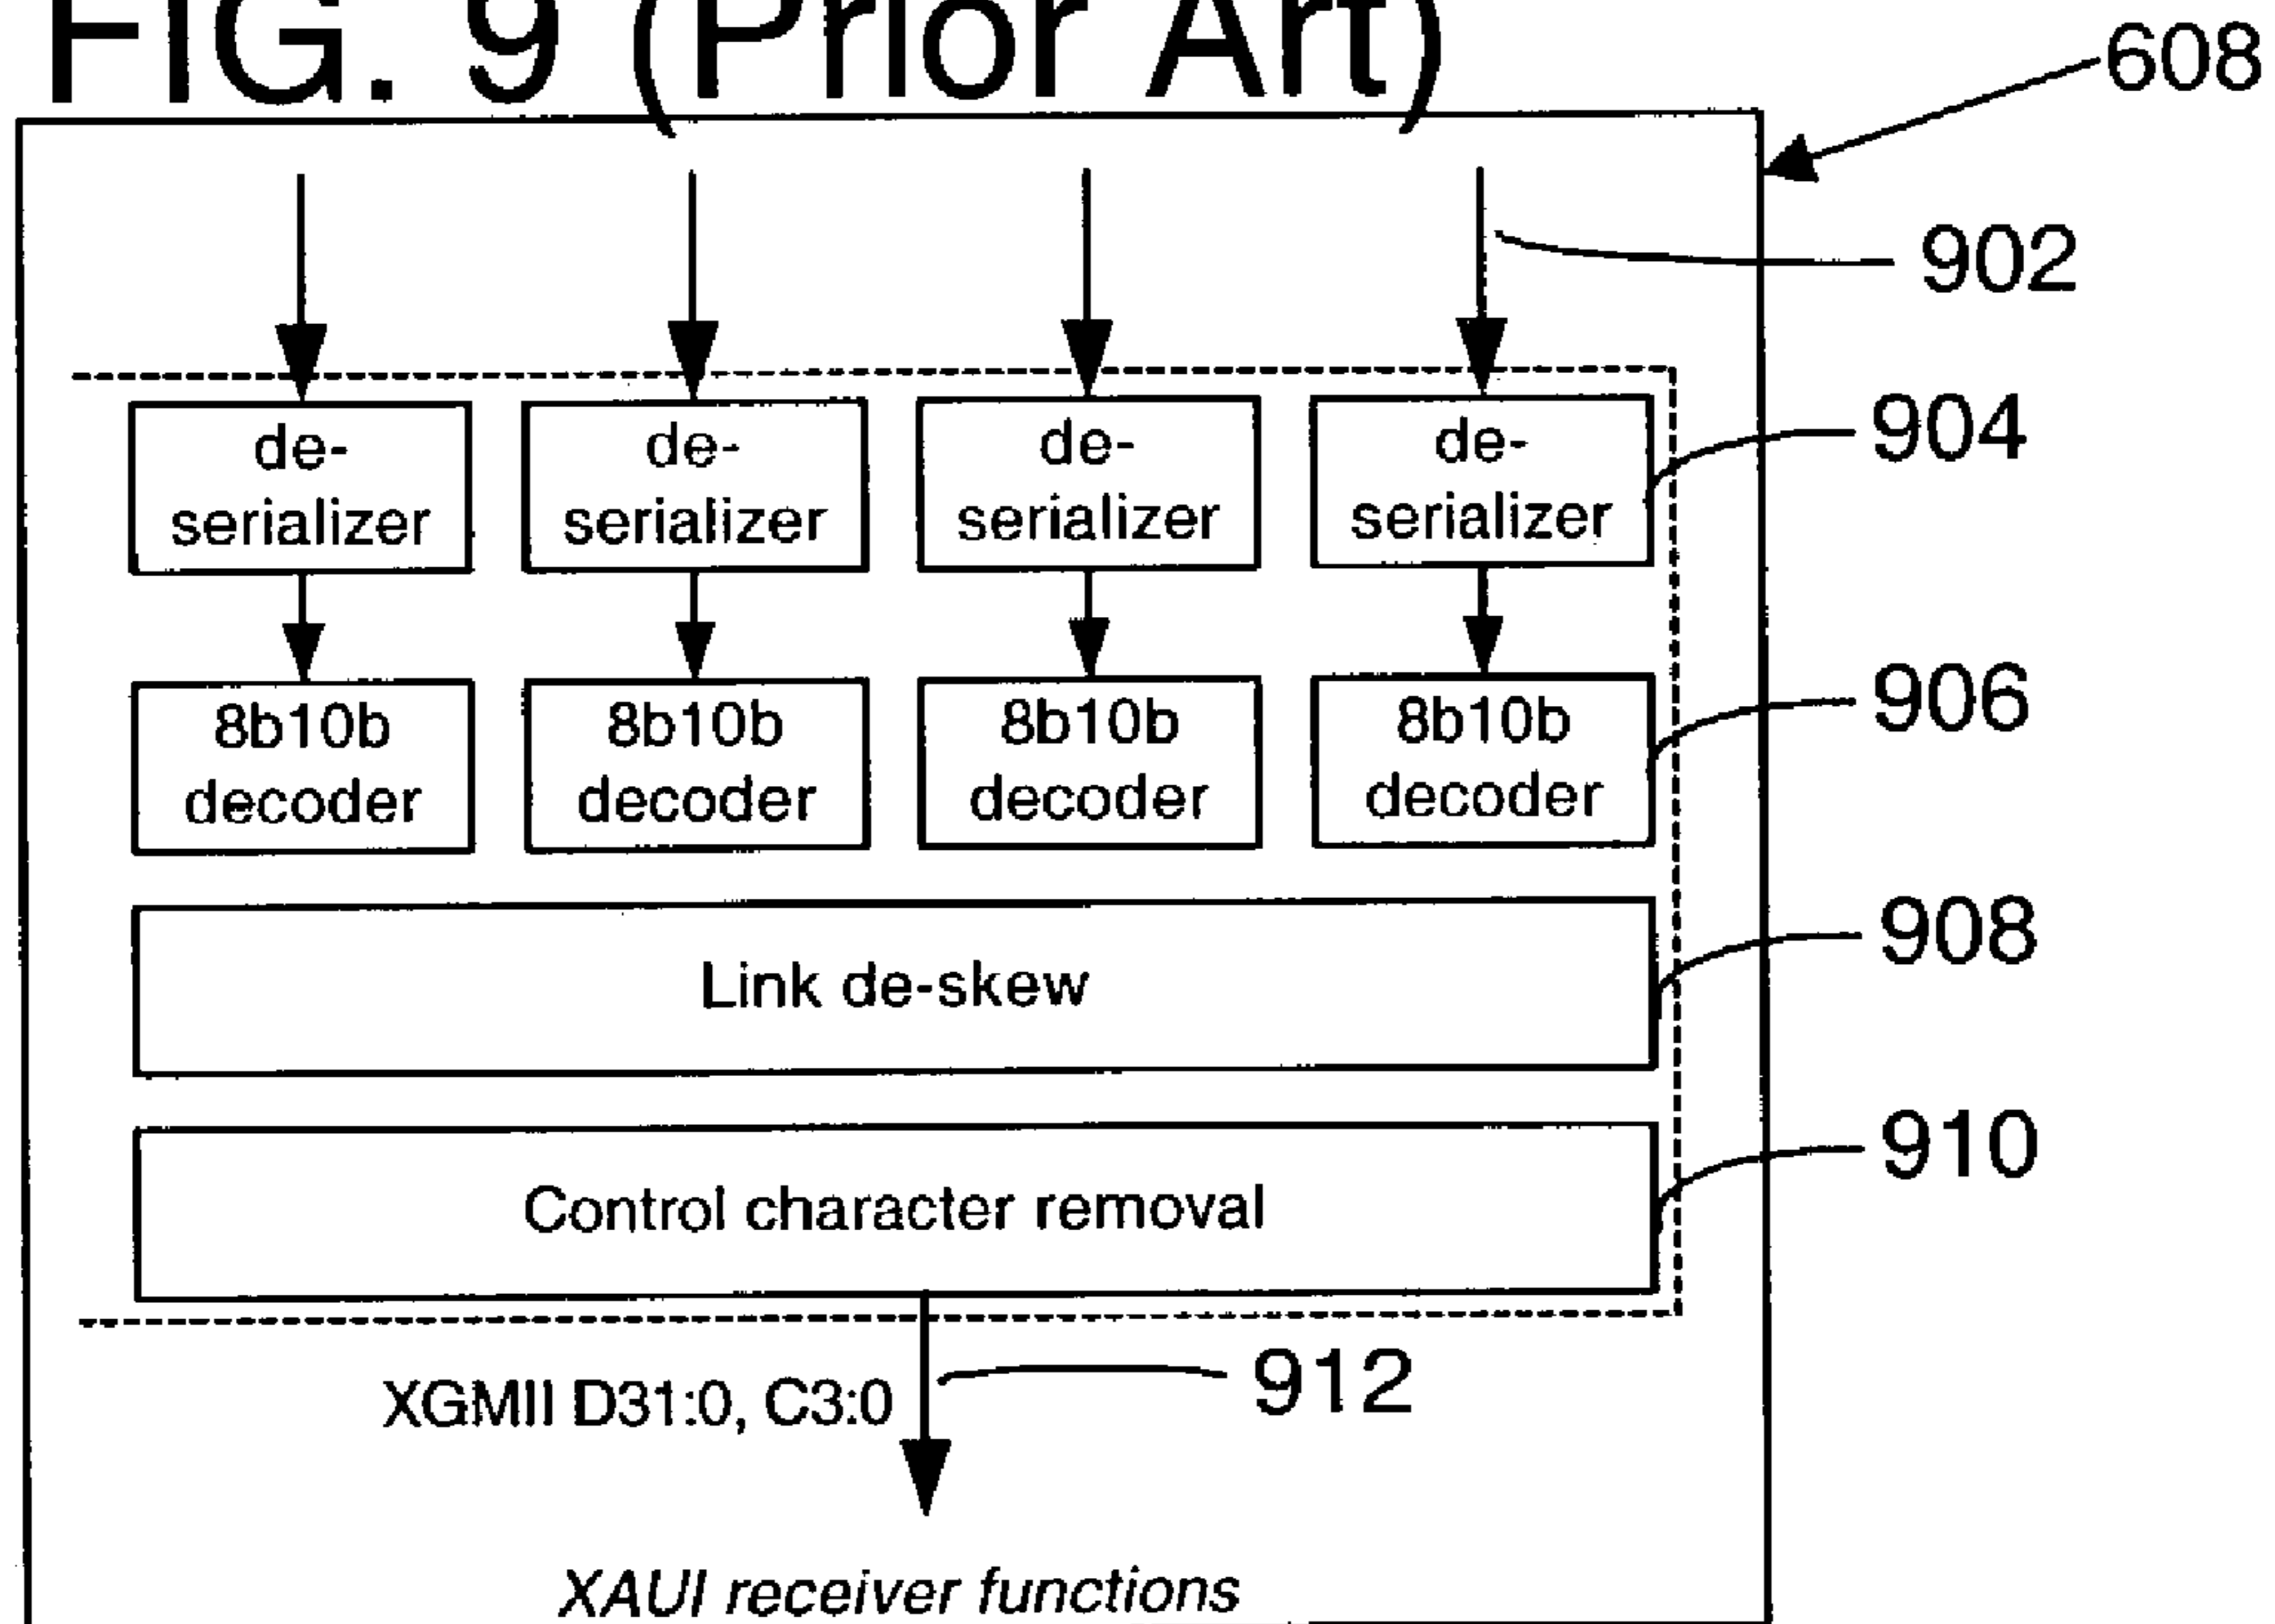 FIG. 9 (Prior Art)
608
902
de- de- de- de-
serializer serializer serializer serializer
904
8b10b 8b10b 8b10b 8b10b
decoder decoder decoder decoder
906
Link de-skew
908
Control character removal
910
XGMII D31:0, C3:0
912
XAUI receiver functions